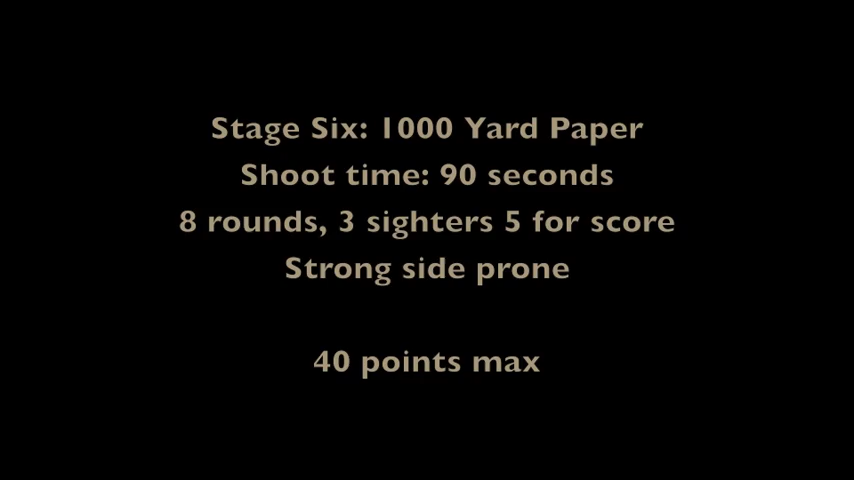 Stage Six: 1000 Yard Paper
Shoot time: 90 seconds
8 rounds, 3 sighters 5 for score
Strong side prone
40 points max